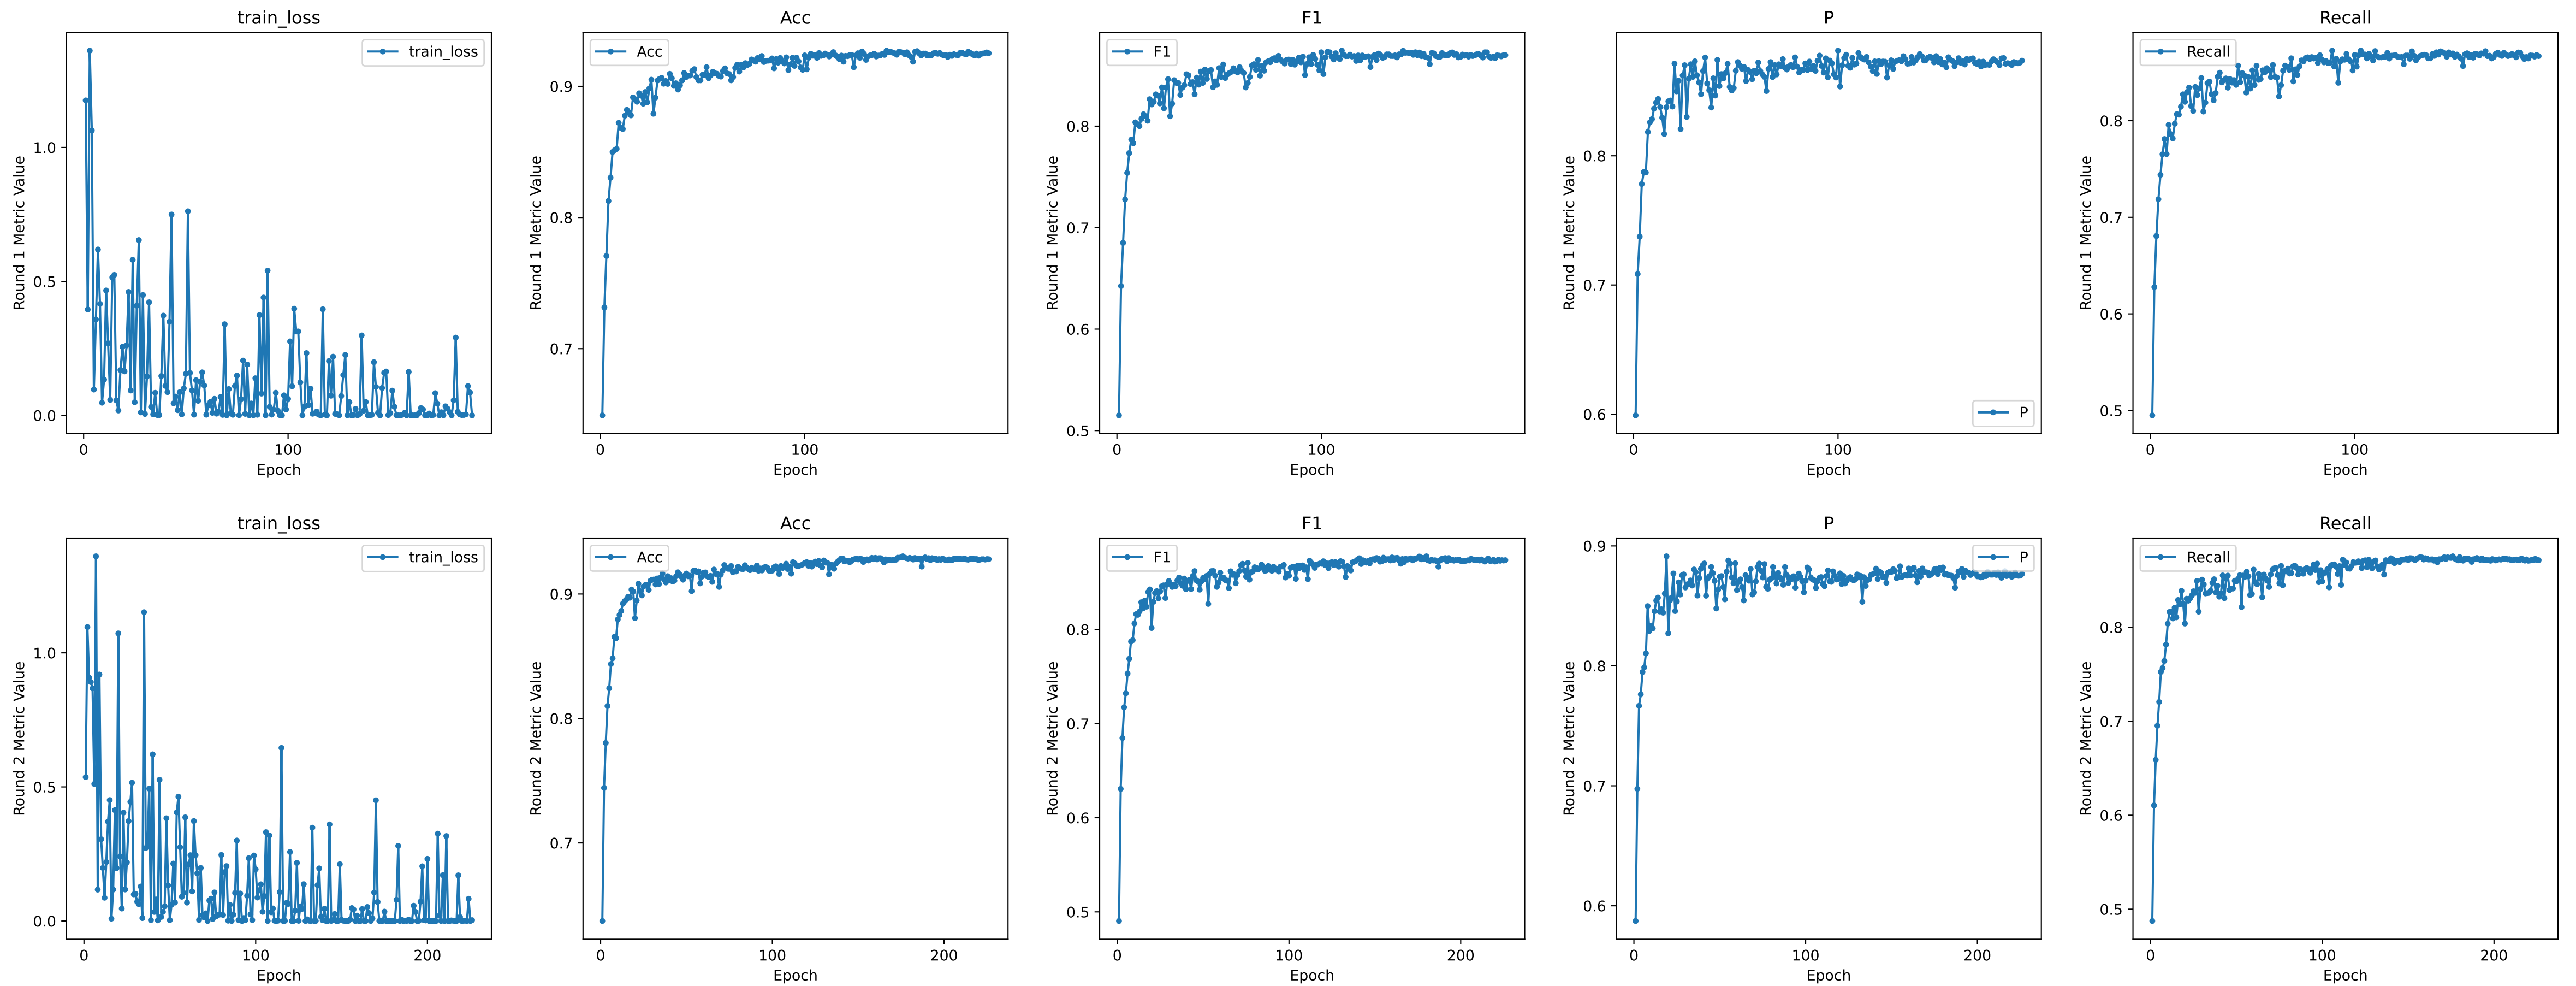 train_loss
train_loss
Round 1 Metric Value
1.0
0.5
0.0
0
100
Epoch
Acc
Acc
Round 1 Metric Value
0.9
0.8
0.7
0
100
Epoch
F1
F1
Round 1 Metric Value
0.8
0.7
0.6
0.5
0
100
Epoch
P
Round 1 Metric Value
0.8
0.7
0.6
P
0
100
Epoch
Recall
Recall
Round 1 Metric Value
0.8
0.7
0.6
0.5
0
100
Epoch
train_loss
train_loss
Round 2 Metric Value
1.0
0.5
0.0
0
100
200
Epoch
Acc
Acc
Round 2 Metric Value
0.9
0.8
0.7
0
100
200
Epoch
F1
F1
Round 2 Metric Value
0.8
0.7
0.6
0.5
0
100
200
Epoch
P
P
Round 2 Metric Value
0.9
0.8
0.7
0.6
0
100
200
Epoch
Recall
Recall
Round 2 Metric Value
0.8
0.7
0.6
0.5
0
100
200
Epoch